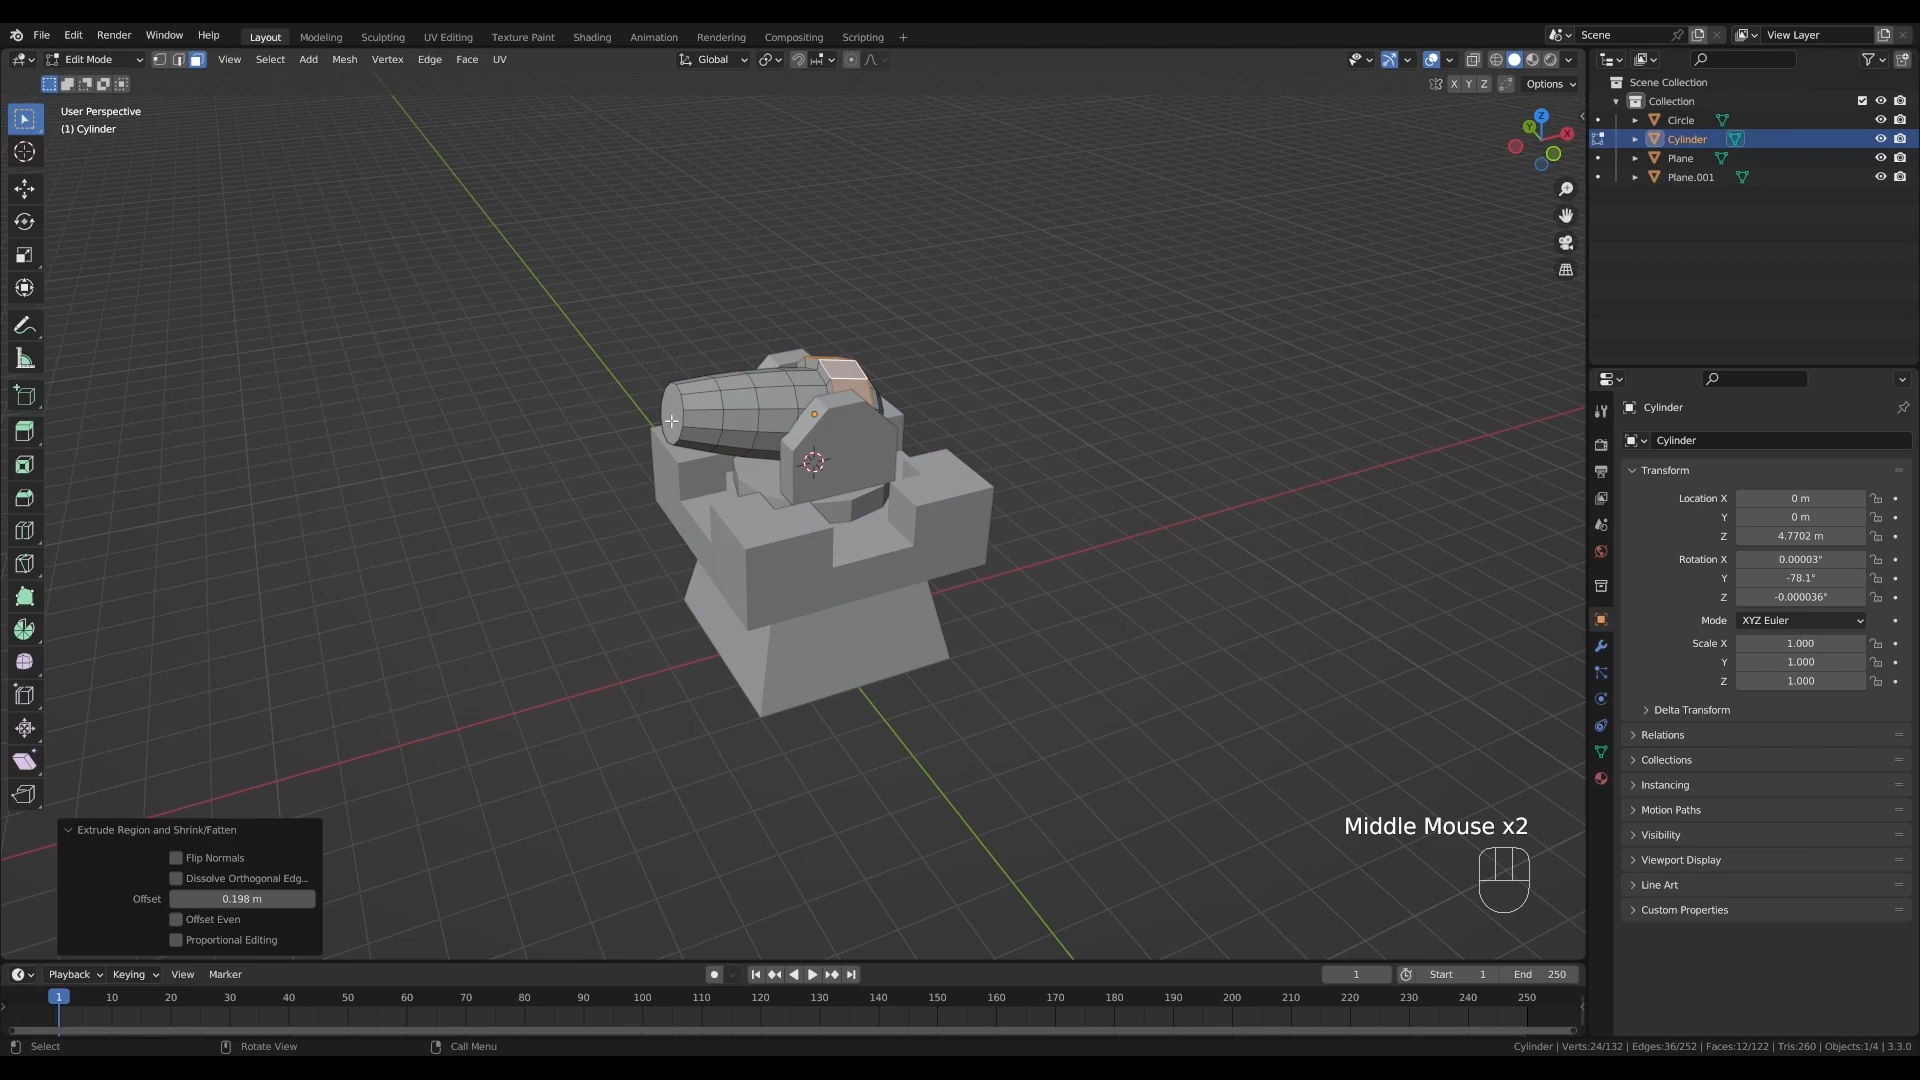 File Edit Render Window Help Layout Modeling Sculpting UV Editing Texture Paint Shading Animation Rendering Compositing Scripting + Scene View Layer
Edit Mode View Select Add Mesh Vertex Edge Face UV Global
X Y Z Options
User Perspective
(1) Cylinder
Z
Y
X
Scene Collection
Collection
Circle
Cylinder
Plane
Plane.001
Cylinder
Cylinder
Transform
Location X 0 m
Y 0 m
Z 4.7702 m
Rotation X 0.00003°
Y -78.1°
Z -0.000036°
Mode XYZ Euler
Scale X 1.000
Y 1.000
Z 1.000
Delta Transform
Relations
Collections
Instancing
Motion Paths
Visibility
Viewport Display
Line Art
Custom Properties
Middle Mouse x2
Extrude Region and Shrink/Fatten
Flip Normals
Dissolve Orthogonal Edg...
Offset 0.198 m
Offset Even
Proportional Editing
Playback Keying View Marker 1 Start 1 End 250
1 10 20 30 40 50 60 70 80 90 100 110 120 130 140 150 160 170 180 190 200 210 220 230 240 250
Select Rotate View Call Menu Cylinder | Verts:24/132 | Edges:36/252 | Faces:12/122 | Tris:260 | Objects:1/4 | 3.3.0